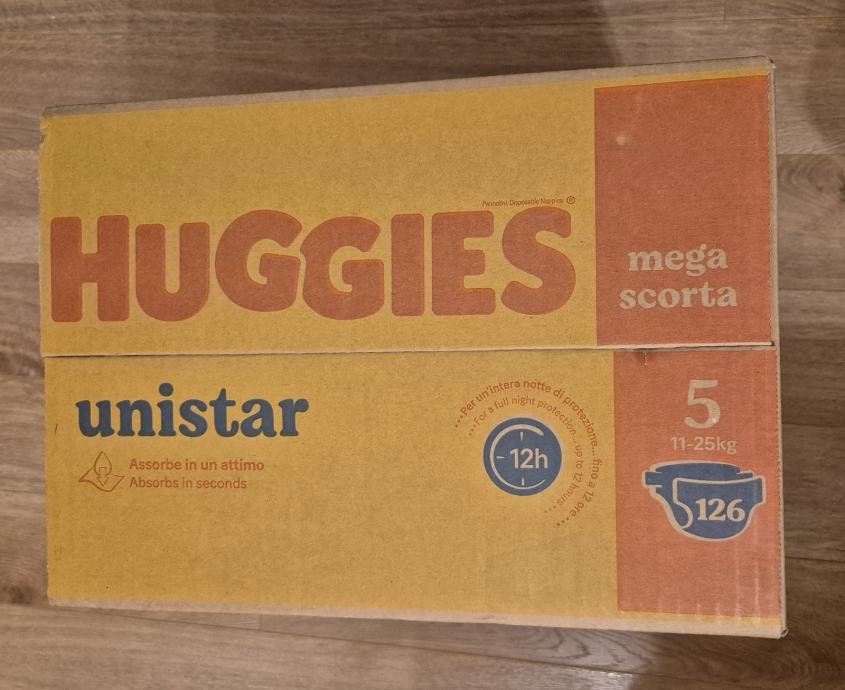 Pannolini Disposable Nappies ®
HUGGIES
mega
scorta
unistar
Assorbe in un attimo
Absorbs in seconds
...Per un'intera notte di protezione... fino a 12 ore...
...For a full night protection... up to 12 hours...
12h
5
11-25kg
126